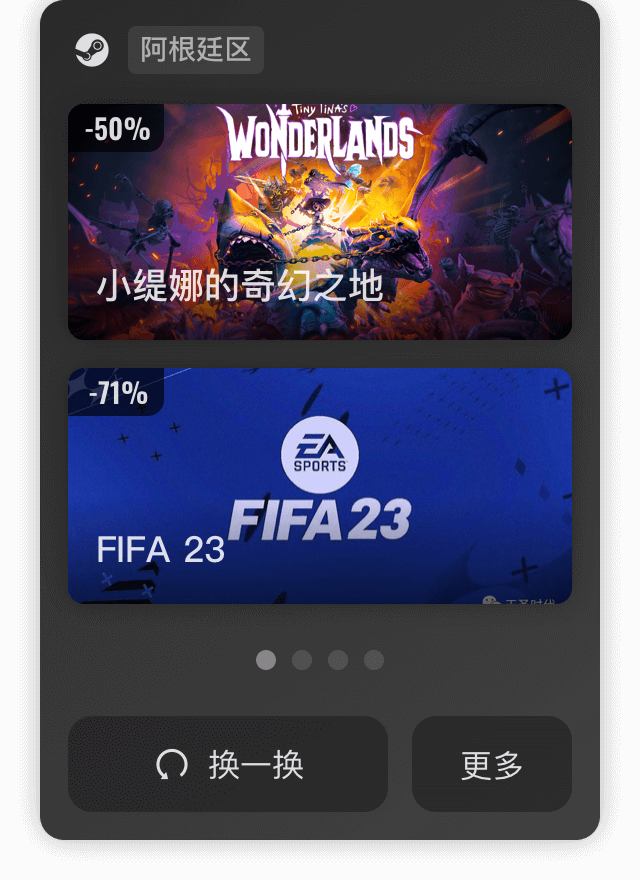 阿根廷区
-50%
TINY TINA'S
WONDERLANDS
小缇娜的奇幻之地
-71%
EA
SPORTS
FIFA 23
FIFA 23
换一换
更多